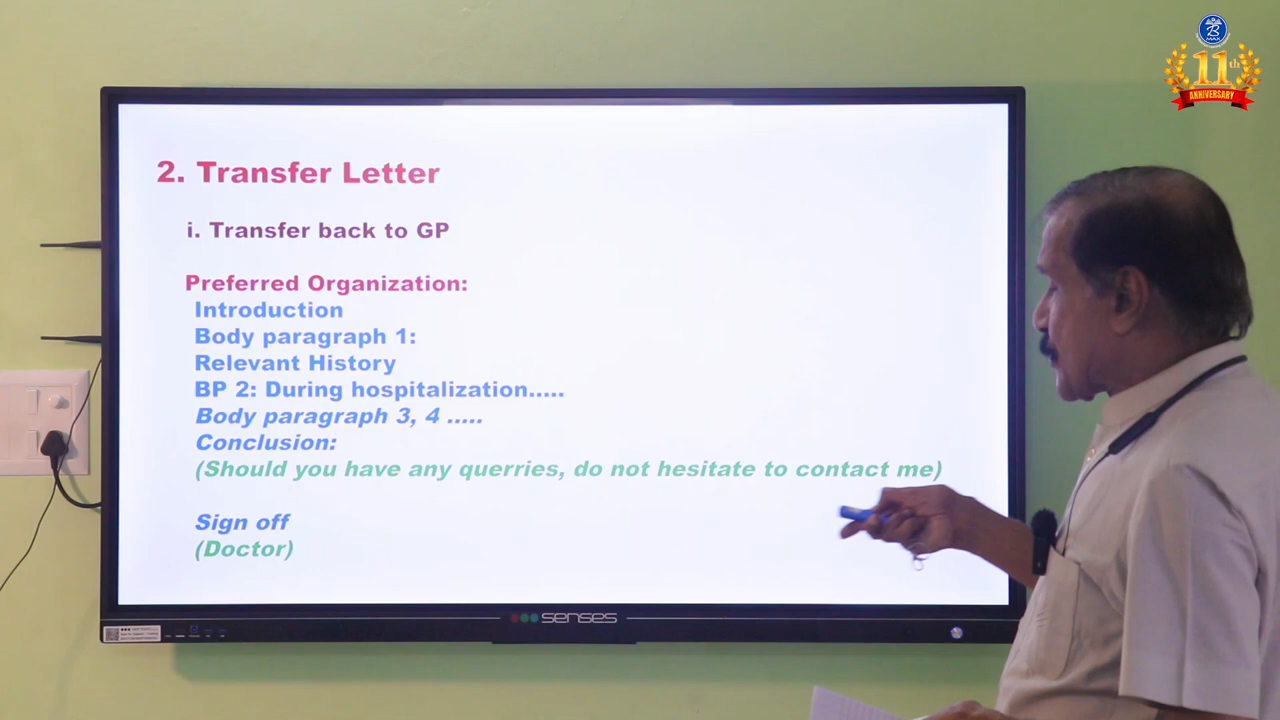 2. Transfer Letter
i. Transfer back to GP
Preferred Organization:
Introduction
Body paragraph 1:
Relevant History
BP 2: During hospitalization.....
Body paragraph 3, 4 .....
Conclusion:
(Should you have any querries, do not hesitate to contact me)
Sign off
(Doctor)
senses
B
MAX
11th
ANNIVERSARY